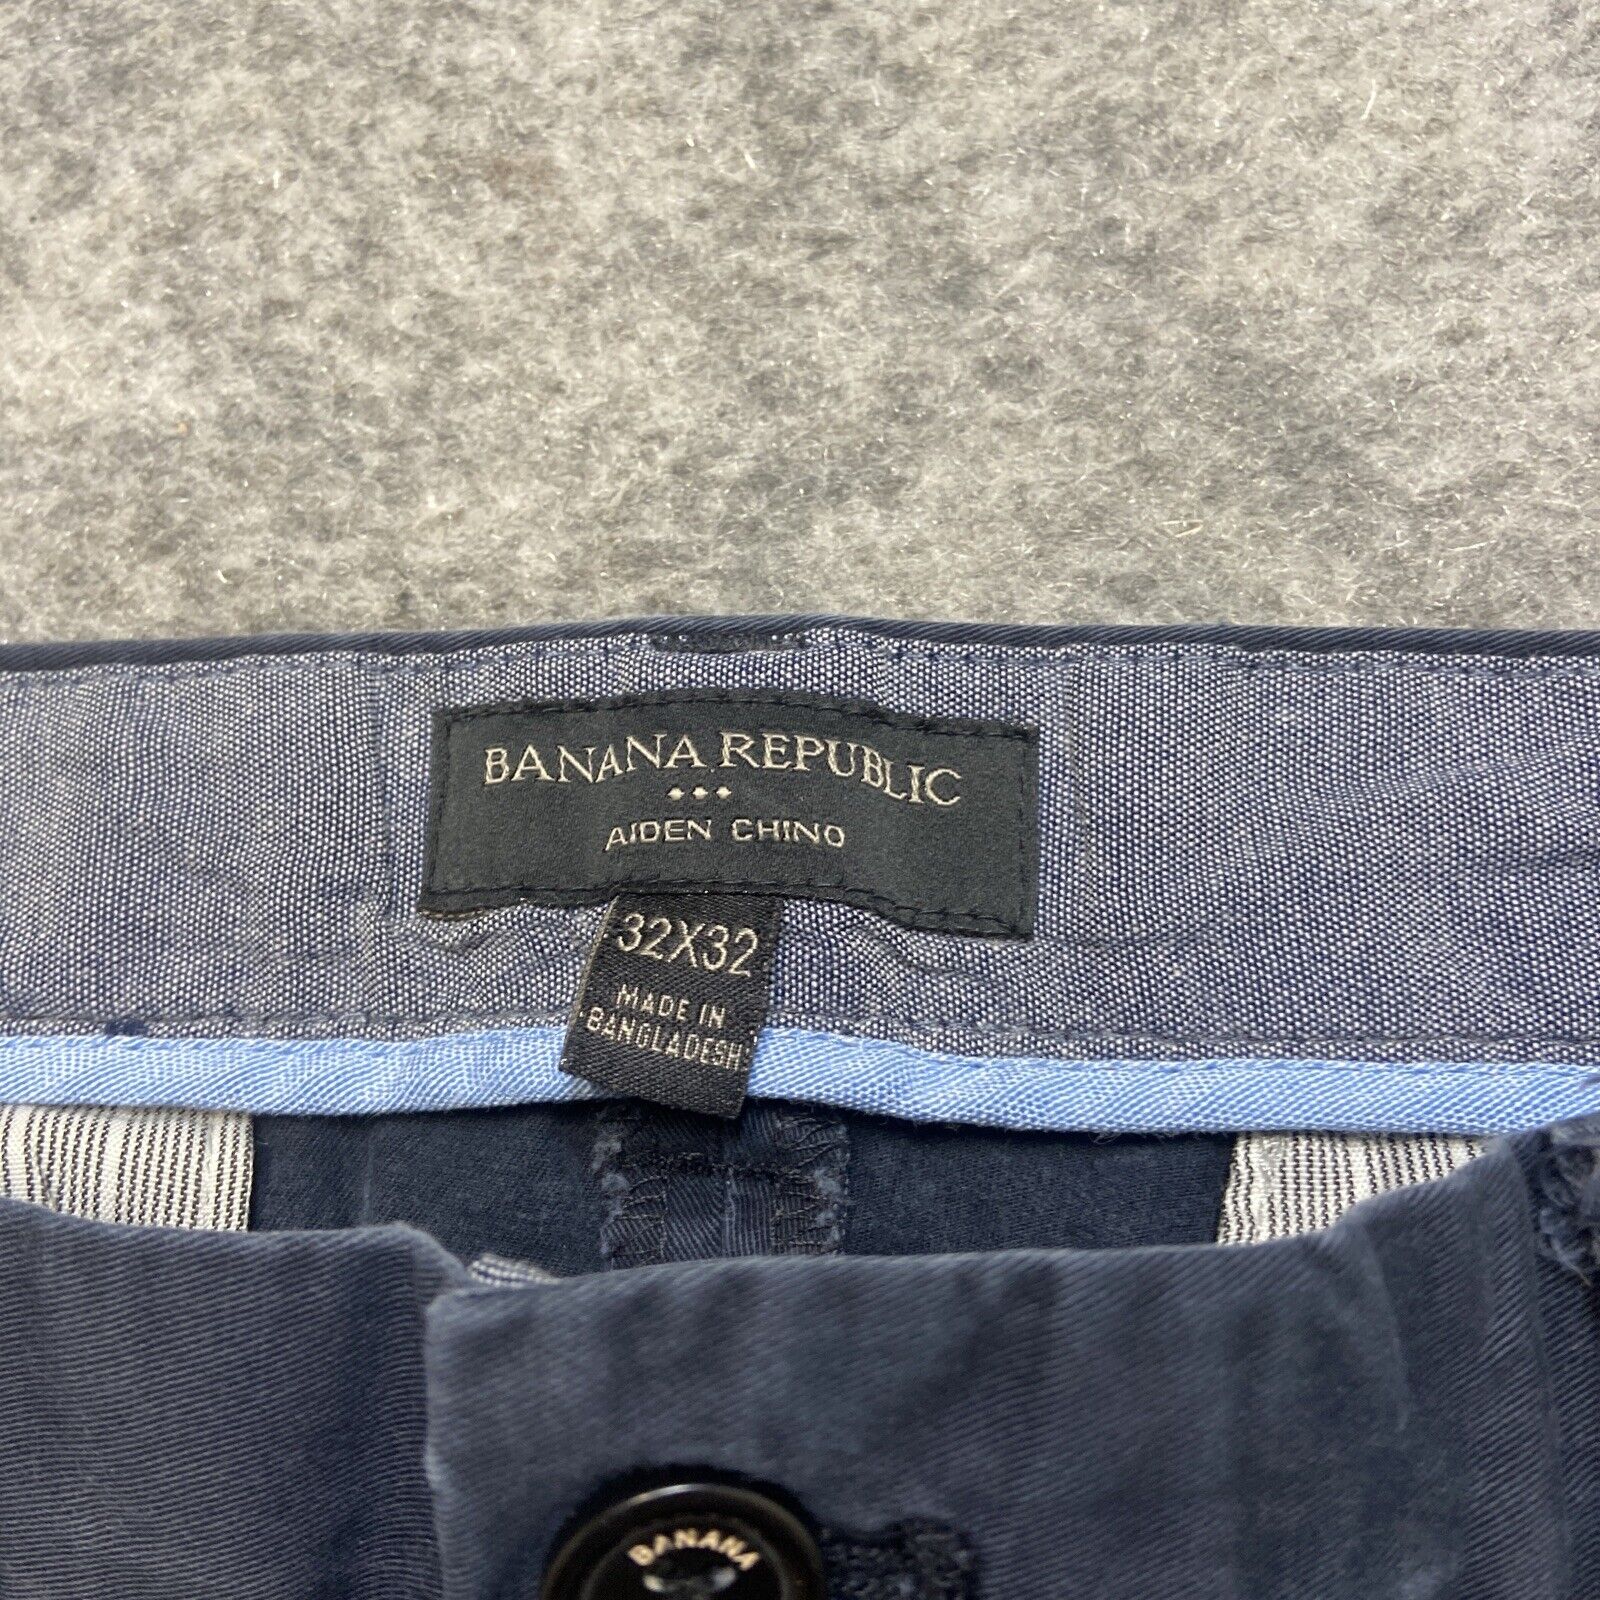 BANANA REPUBLIC
AIDEN CHINO
32X32
MADE IN
BANGLADESH
BANANA